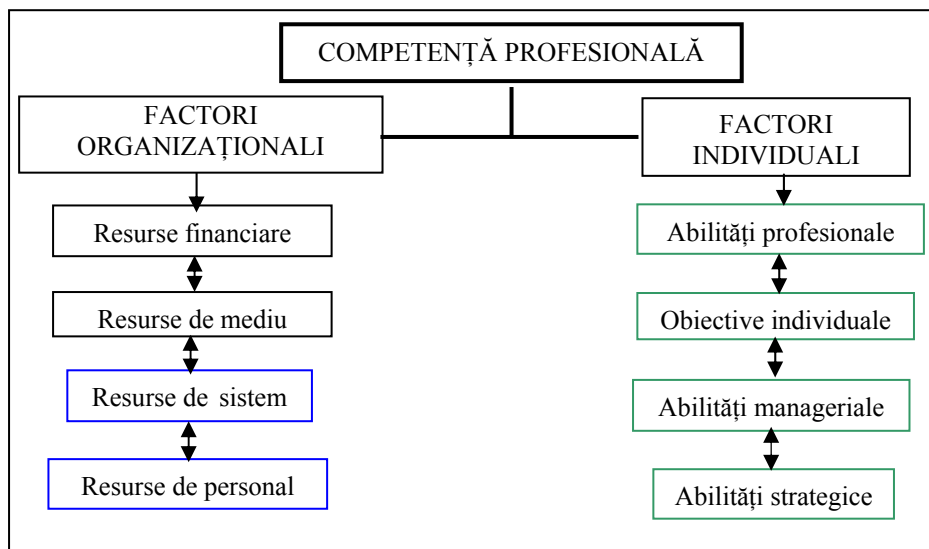 COMPETENȚĂ PROFESIONALĂ
FACTORI
ORGANIZAȚIONALI
Resurse financiare
Resurse de mediu
Resurse de sistem
Resurse de personal
FACTORI
INDIVIDUALI
Abilități profesionale
Obiective individuale
Abilități manageriale
Abilități strategice